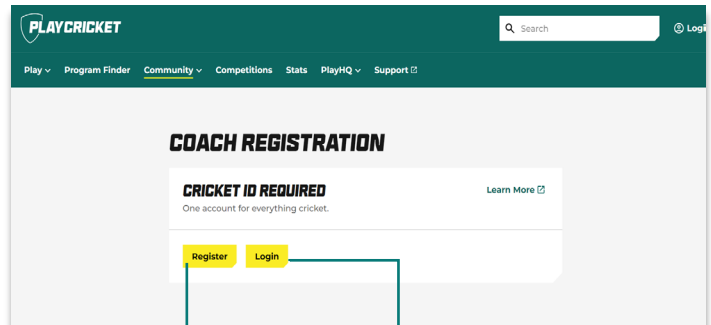 PLAYCRICKET
Search
Logi
Play Program Finder Community Competitions Stats PlayHQ Support
COACH REGISTRATION
CRICKET ID REQUIRED
Learn More
One account for everything cricket.
Register Login